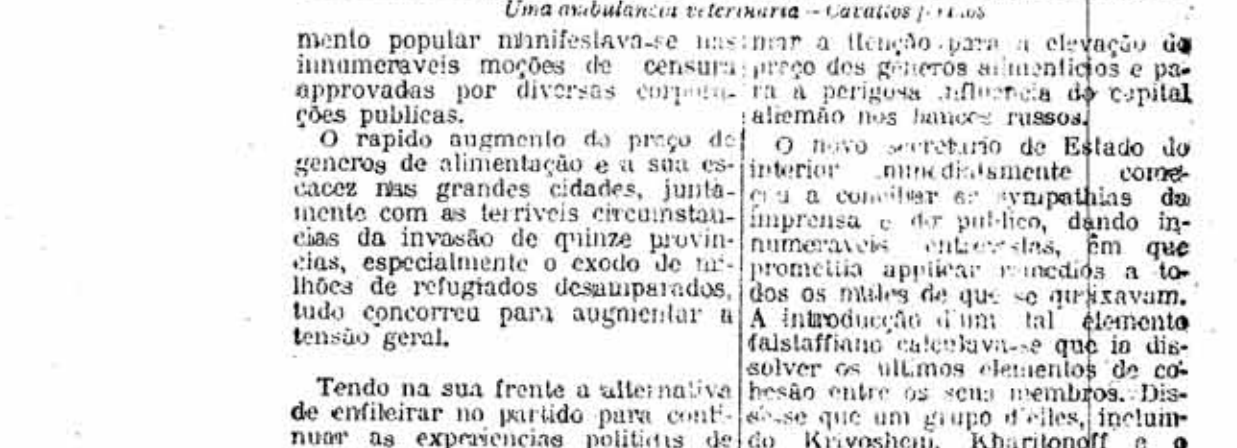 Uma ambulancia veterinaria – Cavallos
mento popular manifestava-se nas
innumeraveis moções de censura
approvadas por diversas corpora-
ções publicas.
O rapido augmento do preço de
generos de alimentação e a sua es-
cacez nas grandes cidades, junta-
mente com as terriveis circumstan-
cias da invasão de quinze provin-
cias, especialmente o exodo de mi-
lhões de refugiados desamparados,
tudo concorreu para augmentar a
tensão geral.
Tendo na sua frente a alternativa
de enfileirar no partido para conti-
nuar as experiencias politicas de
mar a attenção para a elevação do
preço dos generos alimenticios e pa-
ra a perigosa influencia do capital
allemão nos bancos russos.
O novo secretario de Estado do
interior immediatamente come-
çou a conciliar as sympathias da
imprensa e do publico, dando in-
numeraveis entrevistas, em que
promettia applicar remedios a to-
dos os males de que se queixavam.
A introducção d'um tal elemento
falstaffiano calculava-se que ia dis-
solver os ultimos elementos de co-
hesão entre os seus membros. Dis-
se-se que um grupo d'elles, incluin-
do Krivoshein, Kharitonoff e o